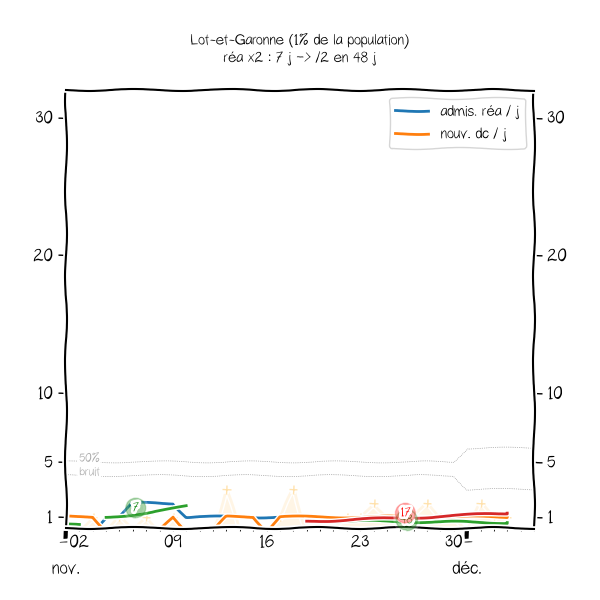 Lot-et-Garonne (1% de la population)
réa x2 : 7 j -> /2 en 48 j
admis. réa / j
nouv. dc / j
30 30
20 20
10 10
50%
5 5
bruit
7
17
1 1
02 09 16 23 30
nov. déc.